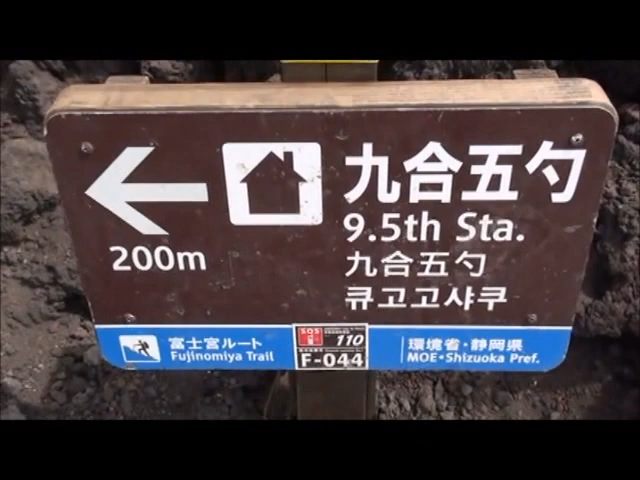 九合五勺
9.5th Sta.
九合五勺
큐고고샤쿠
200m
富士宮ルート
Fujinomiya Trail
SOS
110
F-044
環境省・静岡県
MOE・Shizuoka Pref.